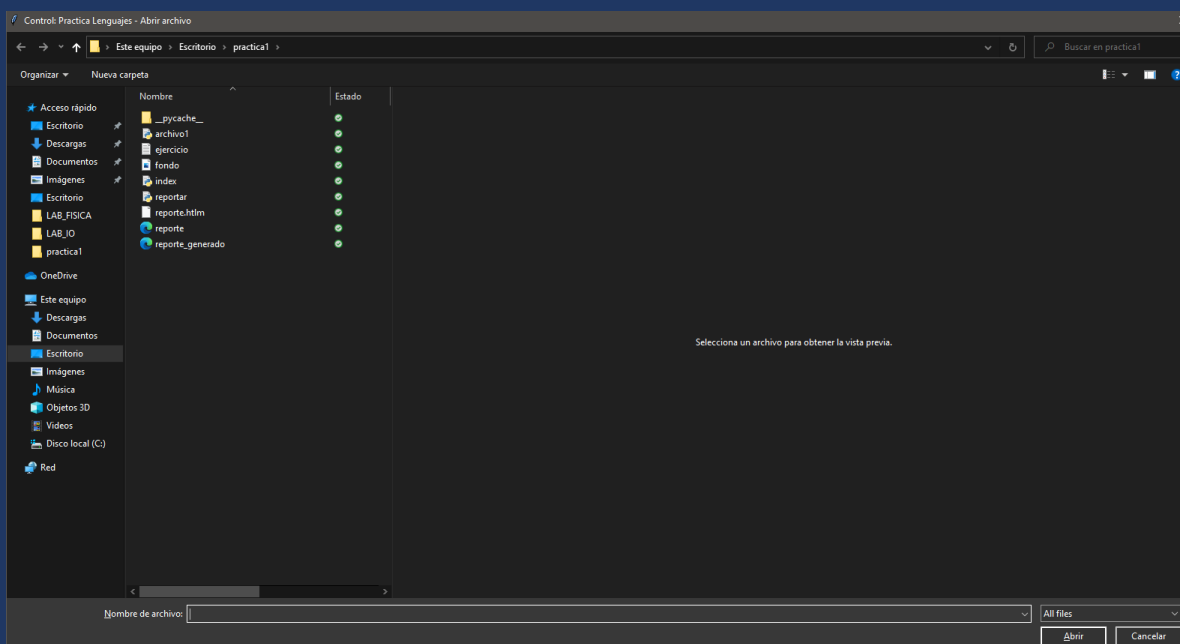 Control: Practica Lenguajes - Abrir archivo
Este equipo › Escritorio › practica1 ›
Buscar en practica1
Organizar
Nueva carpeta
Nombre
Estado
Acceso rápido
Escritorio
Descargas
Documentos
Imágenes
Escritorio
LAB_FISICA
LAB_IO
practica1
OneDrive
Este equipo
Descargas
Documentos
Escritorio
Imágenes
Música
Objetos 3D
Videos
Disco local (C:)
Red
__pycache__
archivo1
ejercicio
fondo
index
reportar
reporte.htlm
reporte
reporte_generado
Selecciona un archivo para obtener la vista previa.
Nombre de archivo:
All files
Abrir
Cancelar